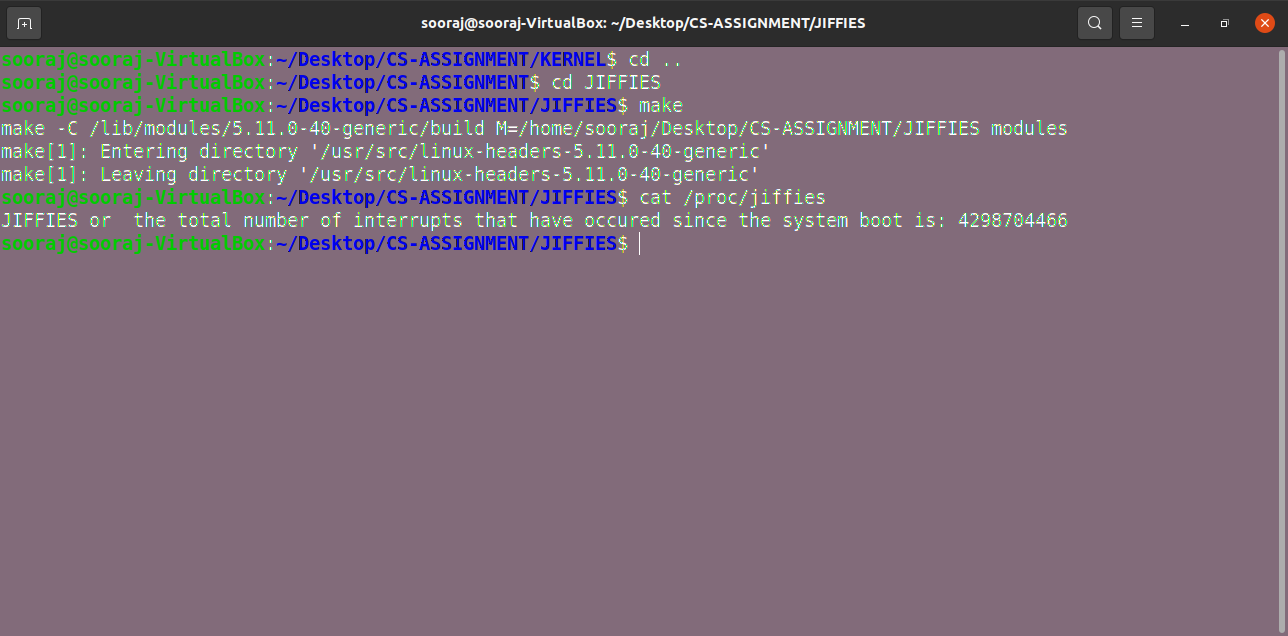 sooraj@sooraj-VirtualBox: ~/Desktop/CS-ASSIGNMENT/JIFFIES
sooraj@sooraj-VirtualBox:~/Desktop/CS-ASSIGNMENT/KERNEL$ cd ..
sooraj@sooraj-VirtualBox:~/Desktop/CS-ASSIGNMENT$ cd JIFFIES
sooraj@sooraj-VirtualBox:~/Desktop/CS-ASSIGNMENT/JIFFIES$ make
make -C /lib/modules/5.11.0-40-generic/build M=/home/sooraj/Desktop/CS-ASSIGNMENT/JIFFIES modules
make[1]: Entering directory '/usr/src/linux-headers-5.11.0-40-generic'
make[1]: Leaving directory '/usr/src/linux-headers-5.11.0-40-generic'
sooraj@sooraj-VirtualBox:~/Desktop/CS-ASSIGNMENT/JIFFIES$ cat /proc/jiffies
JIFFIES or  the total number of interrupts that have occured since the system boot is: 4298704466
sooraj@sooraj-VirtualBox:~/Desktop/CS-ASSIGNMENT/JIFFIES$